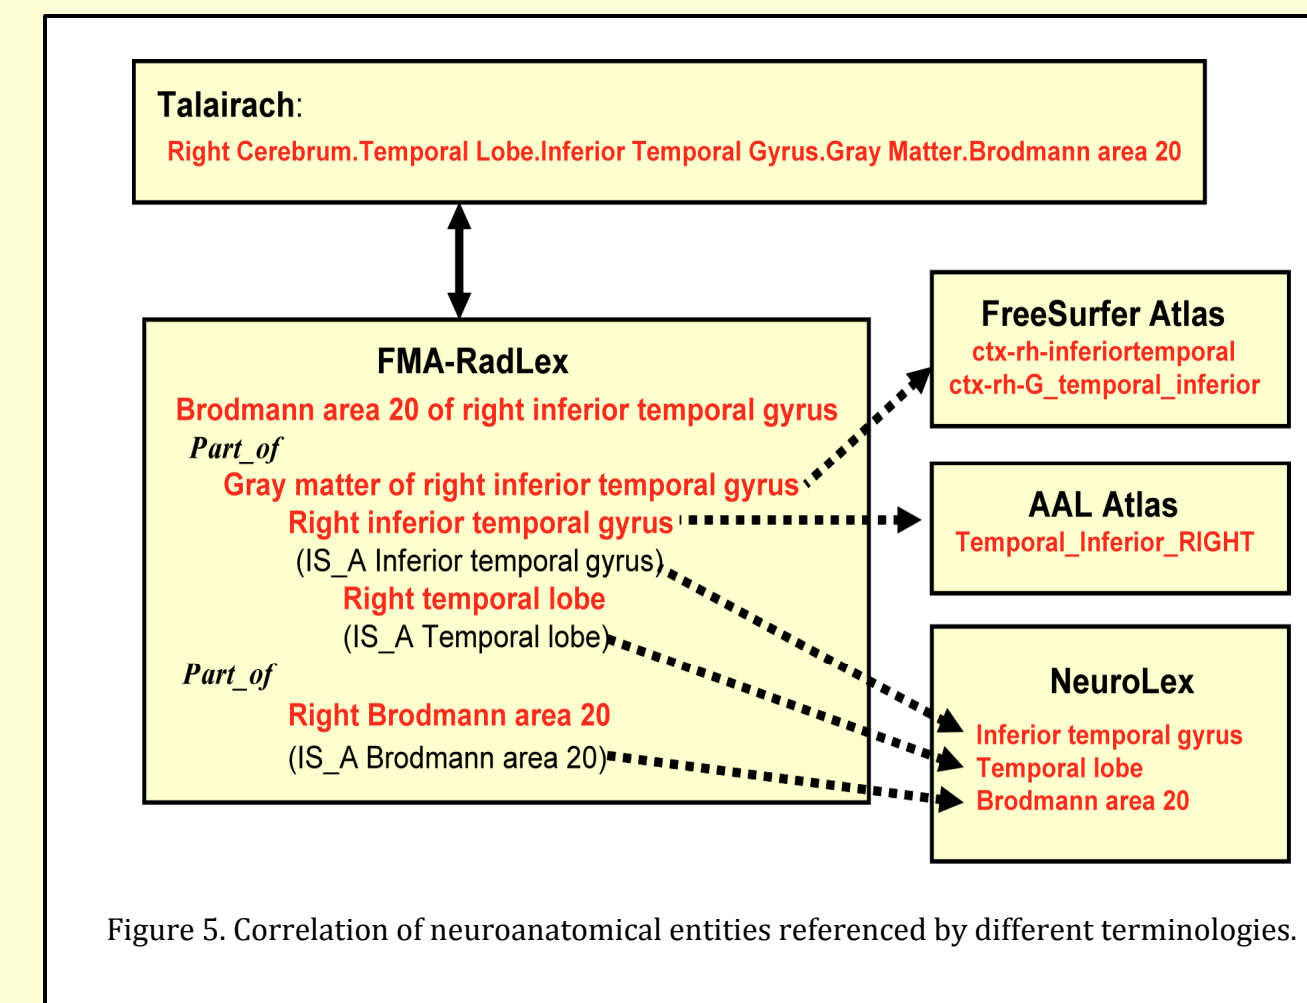 Talairach:
Right Cerebrum.Temporal Lobe.Inferior Temporal Gyrus.Gray Matter.Brodmann area 20
FMA-RadLex
Brodmann area 20 of right inferior temporal gyrus
Part_of
Gray matter of right inferior temporal gyrus
Right inferior temporal gyrus
(IS_A Inferior temporal gyrus)
Right temporal lobe
(IS_A Temporal lobe)
Part_of
Right Brodmann area 20
(IS_A Brodmann area 20)
FreeSurfer Atlas
ctx-rh-inferiortemporal
ctx-rh-G_temporal_inferior
AAL Atlas
Temporal_Inferior_RIGHT
NeuroLex
Inferior temporal gyrus
Temporal lobe
Brodmann area 20
Figure 5. Correlation of neuroanatomical entities referenced by different terminologies.